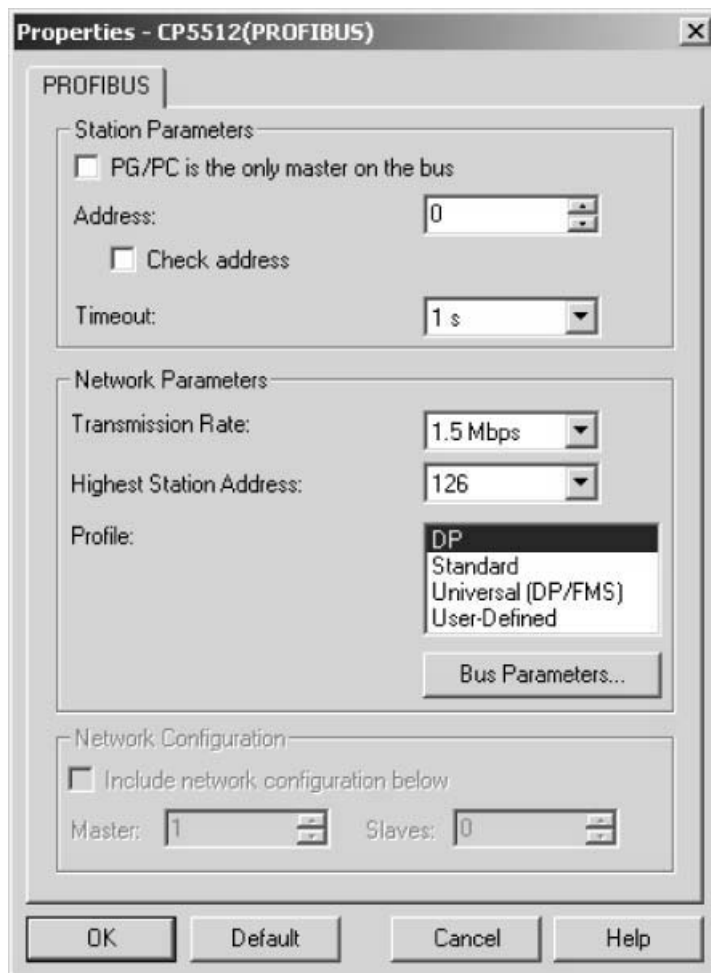 Properties - CP5512(PROFIBUS)
PROFIBUS
Station Parameters
PG/PC is the only master on the bus
Address: 0
Check address
Timeout: 1 s
Network Parameters
Transmission Rate: 1.5 Mbps
Highest Station Address: 126
Profile: DP
Standard
Universal (DP/FMS)
User-Defined
Bus Parameters...
Network Configuration
Include network configuration below
Master: 1 Slaves: 0
OK Default Cancel Help